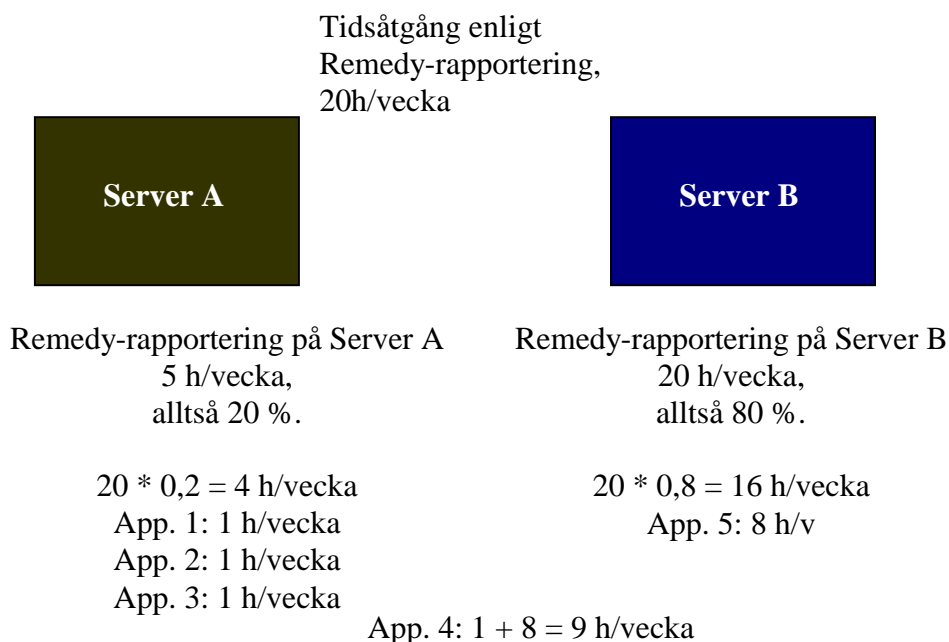 Tidsåtgång enligt
Remedy-rapportering,
20h/vecka
Server A
Server B
Remedy-rapportering på Server A
5 h/vecka,
alltså 20 %.
20 * 0,2 = 4 h/vecka
App. 1: 1 h/vecka
App. 2: 1 h/vecka
App. 3: 1 h/vecka
Remedy-rapportering på Server B
20 h/vecka,
alltså 80 %.
20 * 0,8 = 16 h/vecka
App. 5: 8 h/v
App. 4: 1 + 8 = 9 h/vecka